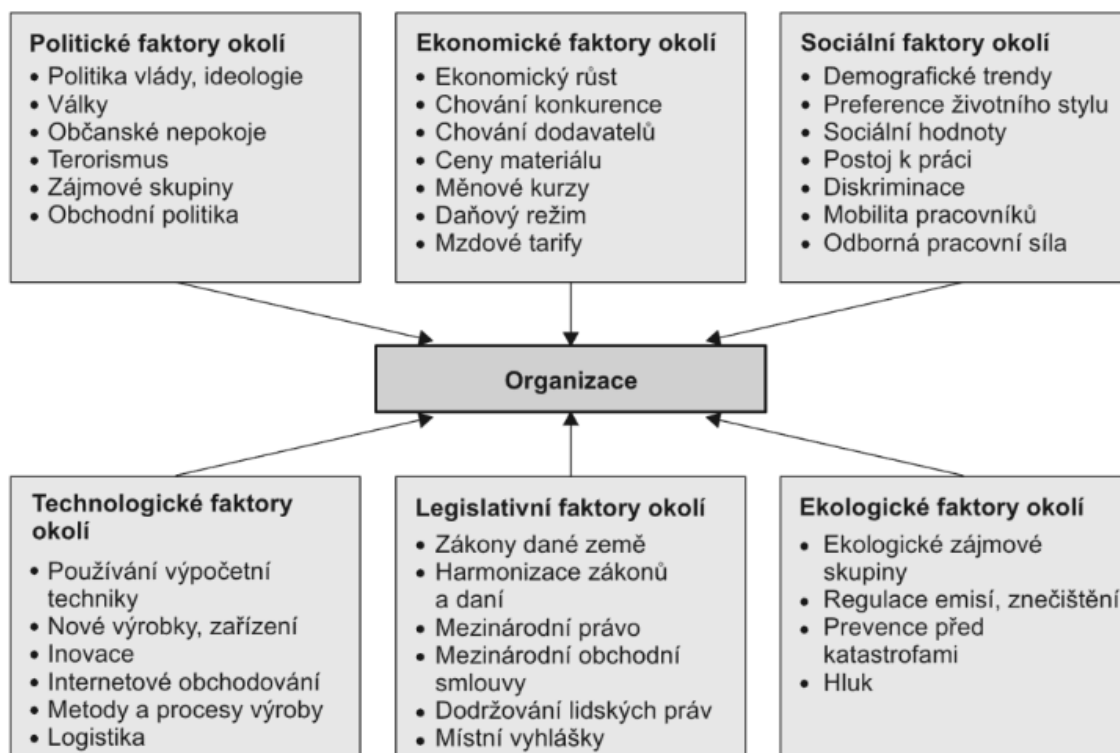 Politické faktory okolí
• Politika vlády, ideologie
• Války
• Občanské nepokoje
• Terorismus
• Zájmové skupiny
• Obchodní politika
Ekonomické faktory okolí
• Ekonomický růst
• Chování konkurence
• Chování dodavatelů
• Ceny materiálu
• Měnové kurzy
• Daňový režim
• Mzdové tarify
Sociální faktory okolí
• Demografické trendy
• Preference životního stylu
• Sociální hodnoty
• Postoj k práci
• Diskriminace
• Mobilita pracovníků
• Odborná pracovní síla
Organizace
Technologické faktory
okolí
• Používání výpočetní
techniky
• Nové výrobky, zařízení
• Inovace
• Internetové obchodování
• Metody a procesy výroby
• Logistika
Legislativní faktory okolí
• Zákony dané země
• Harmonizace zákonů
a daní
• Mezinárodní právo
• Mezinárodní obchodní
smlouvy
• Dodržování lidských práv
• Místní vyhlášky
Ekologické faktory okolí
• Ekologické zájmové
skupiny
• Regulace emisí, znečištění
• Prevence před
katastrofami
• Hluk